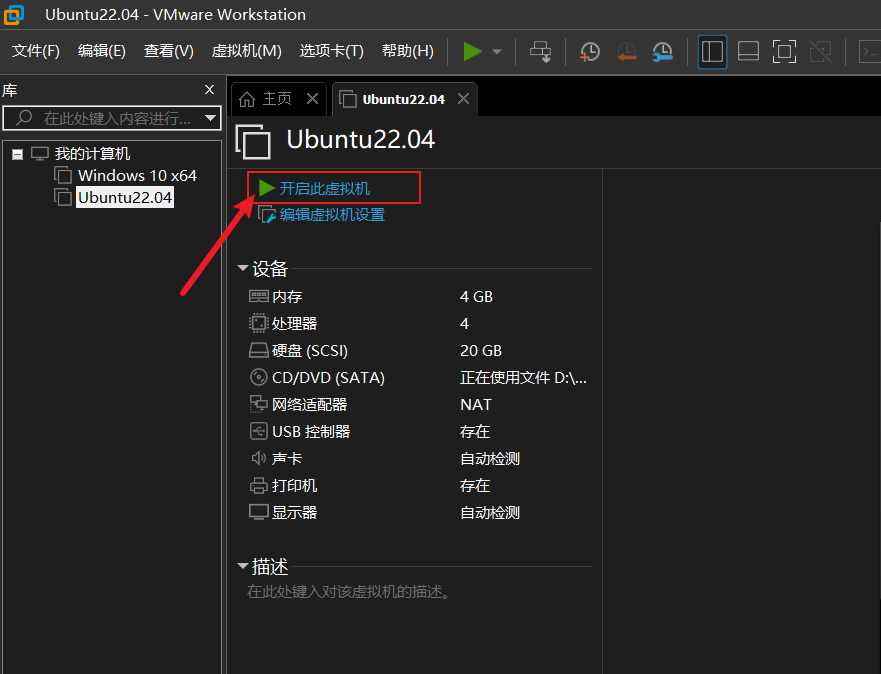 Ubuntu22.04 - VMware Workstation
文件(F) 编辑(E) 查看(V) 虚拟机(M) 选项卡(T) 帮助(H)
库
在此处键入内容进行...
我的计算机
Windows 10 x64
Ubuntu22.04
主页 Ubuntu22.04
Ubuntu22.04
开启此虚拟机
编辑虚拟机设置
设备
内存 4 GB
处理器 4
硬盘 (SCSI) 20 GB
CD/DVD (SATA) 正在使用文件 D:\...
网络适配器 NAT
USB 控制器 存在
声卡 自动检测
打印机 存在
显示器 自动检测
描述
在此处键入对该虚拟机的描述。